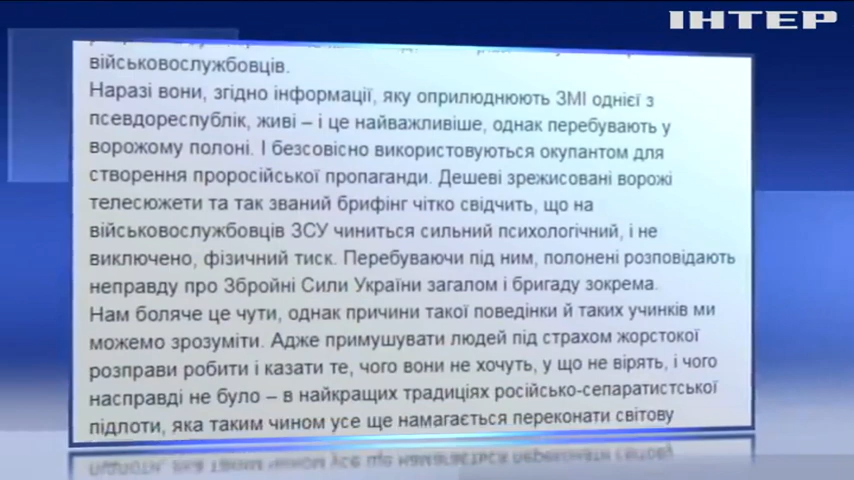 ІНТЕР
військовослужбовців.
Наразі вони, згідно інформації, яку оприлюднюють ЗМІ однієї з
псевдореспублік, живі – і це найважливіше, однак перебувають у
ворожому полоні. І безсовісно використовуються окупантом для
створення проросійської пропаганди. Дешеві зрежисовані ворожі
телесюжети та так званий брифінг чітко свідчить, що на
військовослужбовців ЗСУ чиниться сильний психологічний, і не
виключено, фізичний тиск. Перебуваючи під ним, полонені розповідають
неправду про Збройні Сили України загалом і бригаду зокрема.
Нам боляче це чути, однак причини такої поведінки й таких учинків ми
можемо зрозуміти. Адже примушувати людей під страхом жорстокої
розправи робити і казати те, чого вони не хочуть, у що не вірять, і чого
насправді не було – в найкращих традиціях російсько-сепаратистської
підлоти, яка таким чином усе ще намагається переконати світову